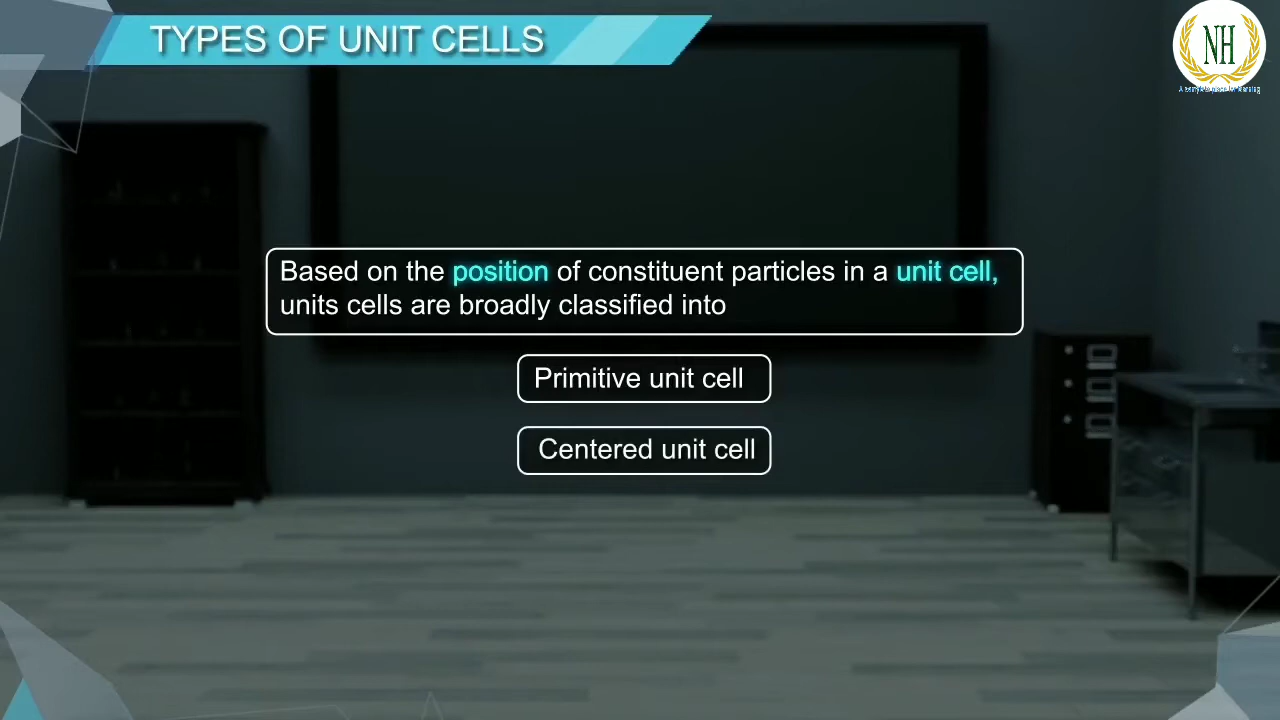 TYPES OF UNIT CELLS
NH
Based on the position of constituent particles in a unit cell,
units cells are broadly classified into
Primitive unit cell
Centered unit cell